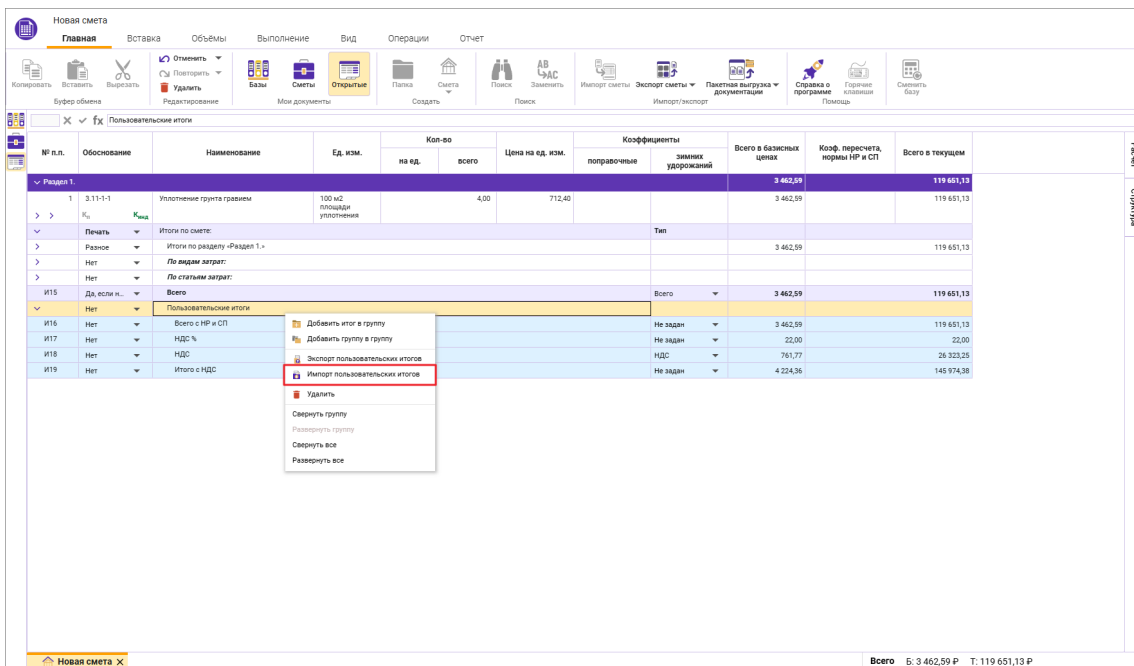 Новая смета
Главная Вставка Объёмы Выполнение Вид Операции Отчет
Копировать Вставить Вырезать
Буфер обмена
Отменить
Повторить
Удалить
Редактирование
Базы Сметы Открытые
Мои документы
Папка Смета
Создать
Поиск AB AC Заменить
Поиск
Импорт сметы Экспорт сметы Пакетная выгрузка документации
Импорт/экспорт
Справка о программе Горячие клавиши
Помощь
Сменить базу
fx Пользовательские итоги
№ п.п. Обоснование Наименование Ед. изм. Кол-во Цена на ед. изм. Коэффициенты Всего в базисных ценах Коэф. пересчета, нормы НР и СП Всего в текущем
на ед. всего поправочные зимних удорожаний
Расчет
Структура
Раздел 1. 3 462,59 119 651,13
1 3.11-1-1 Уплотнение грунта гравием 100 м2 площади уплотнения 4,00 712,40 3 462,59 119 651,13
Кп Кинд
Печать Итоги по смете: Тип
Разное Итоги по разделу «Раздел 1.» 3 462,59 119 651,13
Нет По видам затрат:
Нет По статьям затрат:
И15 Да, если н... Всего Всего 3 462,59 119 651,13
Нет Пользовательские итоги
И16 Нет Всего с НР и СП Не задан 3 462,59 119 651,13
И17 Нет НДС % Не задан 22,00 22,00
И18 Нет НДС НДС 761,77 26 323,25
И19 Нет Итого с НДС Не задан 4 224,36 145 974,38
Добавить итог в группу
Добавить группу в группу
Экспорт пользовательских итогов
Импорт пользовательских итогов
Удалить
Свернуть группу
Развернуть группу
Свернуть все
Развернуть все
Новая смета
Всего Б: 3 462,59 ₽ Т: 119 651,13 ₽